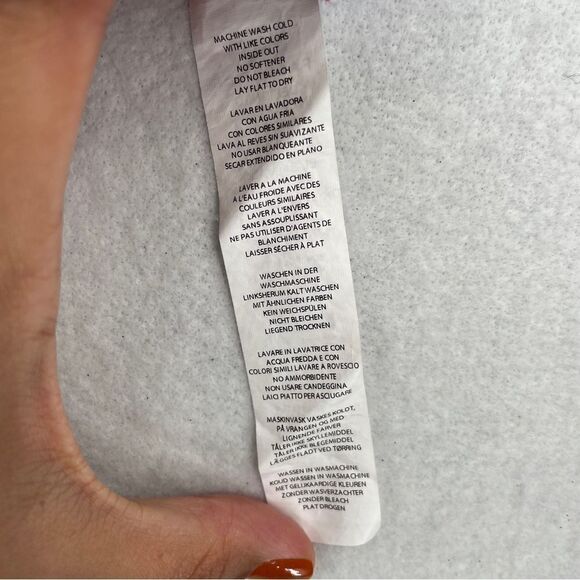 MACHINE WASH COLD
WITH LIKE COLORS
INSIDE OUT
NO SOFTENER
DO NOT BLEACH
LAY FLAT TO DRY
LAVAR EN LAVADORA
CON AGUA FRIA
CON COLORES SIMILARES
LAVA AL REVES SIN SUAVIZANTE
NO USAR BLANQUEANTE
SECAR EXTENDIDO EN PLANO
LAVER A LA MACHINE
A L'EAU FROIDE AVEC DES
COULEURS SIMILAIRES
LAVER A L'ENVERS
SANS ASSOUPLISSANT
NE PAS UTILISER D'AGENTS DE
BLANCHIMENT
LAISSER SÉCHER À PLAT
WASCHEN IN DER
WASCHMASCHINE
LINKSHERUM KALT WASCHEN
MIT ÄHNLICHEN FARBEN
KEIN WEICHSPÜLEN
NICHT BLEICHEN
LIEGEND TROCKNEN
LAVARE IN LAVATRICE CON
ACQUA FREDDA E CON
COLORI SIMILI LAVARE A ROVESCIO
NO AMMORBIDENTE
NON USARE CANDEGGINA
LAICI PIATTO PER ASCIUGARE
MASKINVASK VASKES KOLDT,
PÅ VRANGEN OG MED
LIGNENDE FARVER
TÅLER IKKE SKYLLEMIDDEL
TÅLER IKKE BLEGEMIDDEL
LÆGGES FLADT VED TØRRING
WASSEN IN WASMACHINE
KOUD WASSEN IN WASMACHINE
MET GELIJKAARDIGE KLEUREN
ZONDER WASVERZACHTER
ZONDER BLEACH
PLAT DROGEN